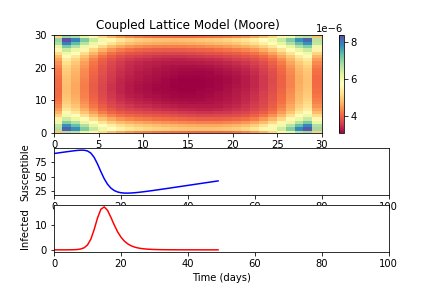 Coupled Lattice Model (Moore)
1e−6
30
20
10
0
0 5 10 15 20 25 30
8
6
4
Susceptible
75
50
25
0 20 40 60 80 100
Infected
10
0
0 20 40 60 80 100
Time (days)